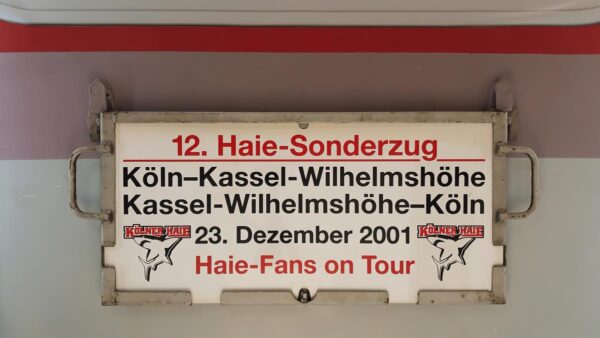 12. Haie-Sonderzug
Köln–Kassel-Wilhelmshöhe
Kassel-Wilhelmshöhe–Köln
KÖLNER HAIE 23. Dezember 2001 KÖLNER HAIE
Haie-Fans on Tour